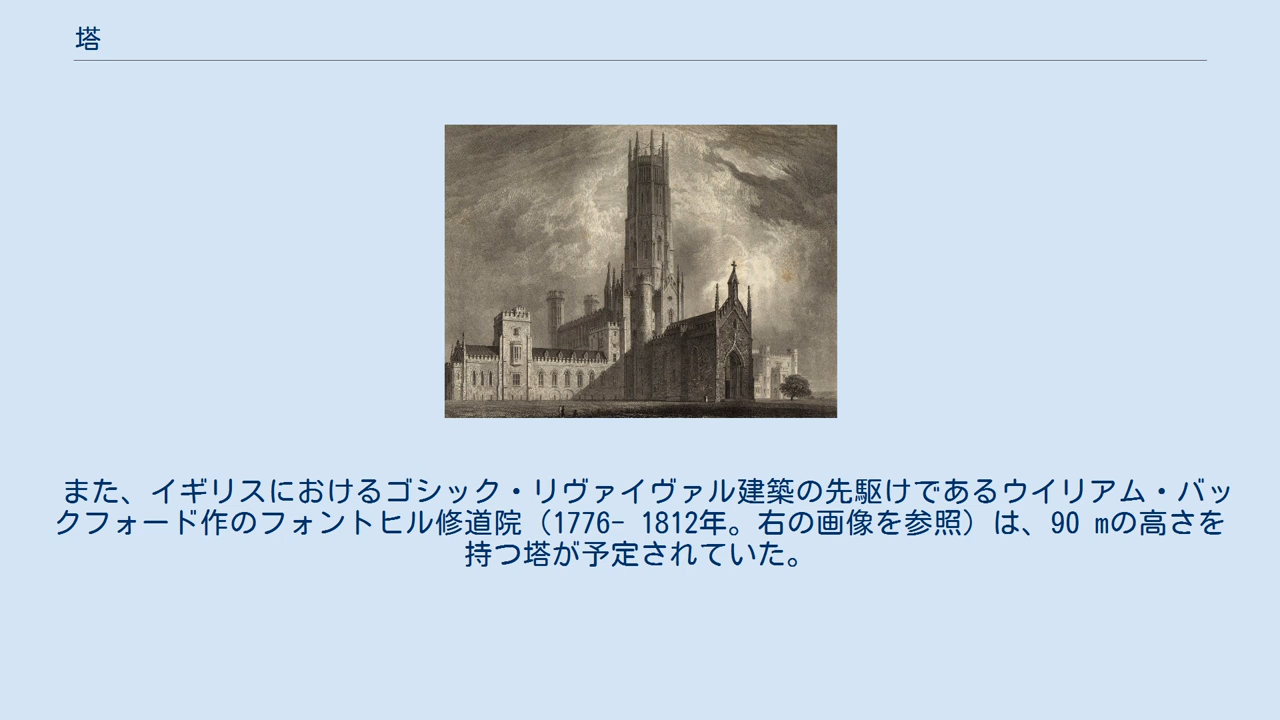 塔
また、イギリスにおけるゴシック・リヴァイヴァル建築の先駆けであるウイリアム・バッ
クフォード作のフォントヒル修道院（1776– 1812年。右の画像を参照）は、90 mの高さを
持つ塔が予定されていた。